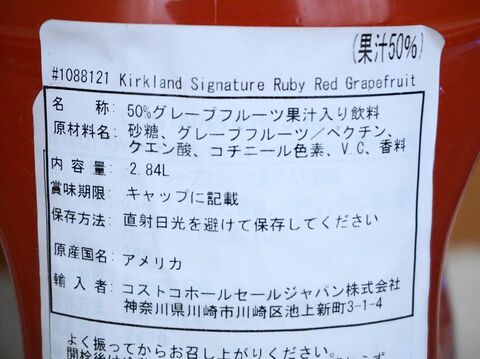 (果汁50%)
#1088121 Kirkland Signature Ruby Red Grapefruit
名　　称: 50%グレープフルーツ果汁入り飲料
原材料名: 砂糖、グレープフルーツ／ペクチン、
クエン酸、コチニール色素、V.C、香料
内 容 量: 2.84L
賞味期限: キャップに記載
保存方法: 直射日光を避けて保存してください
原産国名: アメリカ
輸 入 者: コストコホールセールジャパン株式会社
神奈川県川崎市川崎区池上新町3-1-4
よく振ってからお召し上がりください。
開栓後は